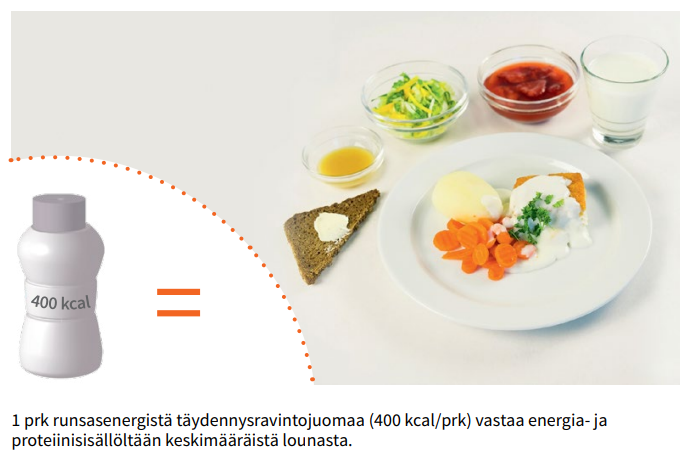 400 kcal
1 prk runsasenergistä täydennysravintojuomaa (400 kcal/prk) vastaa energia- ja
proteiinisisällöltään keskimääräistä lounasta.